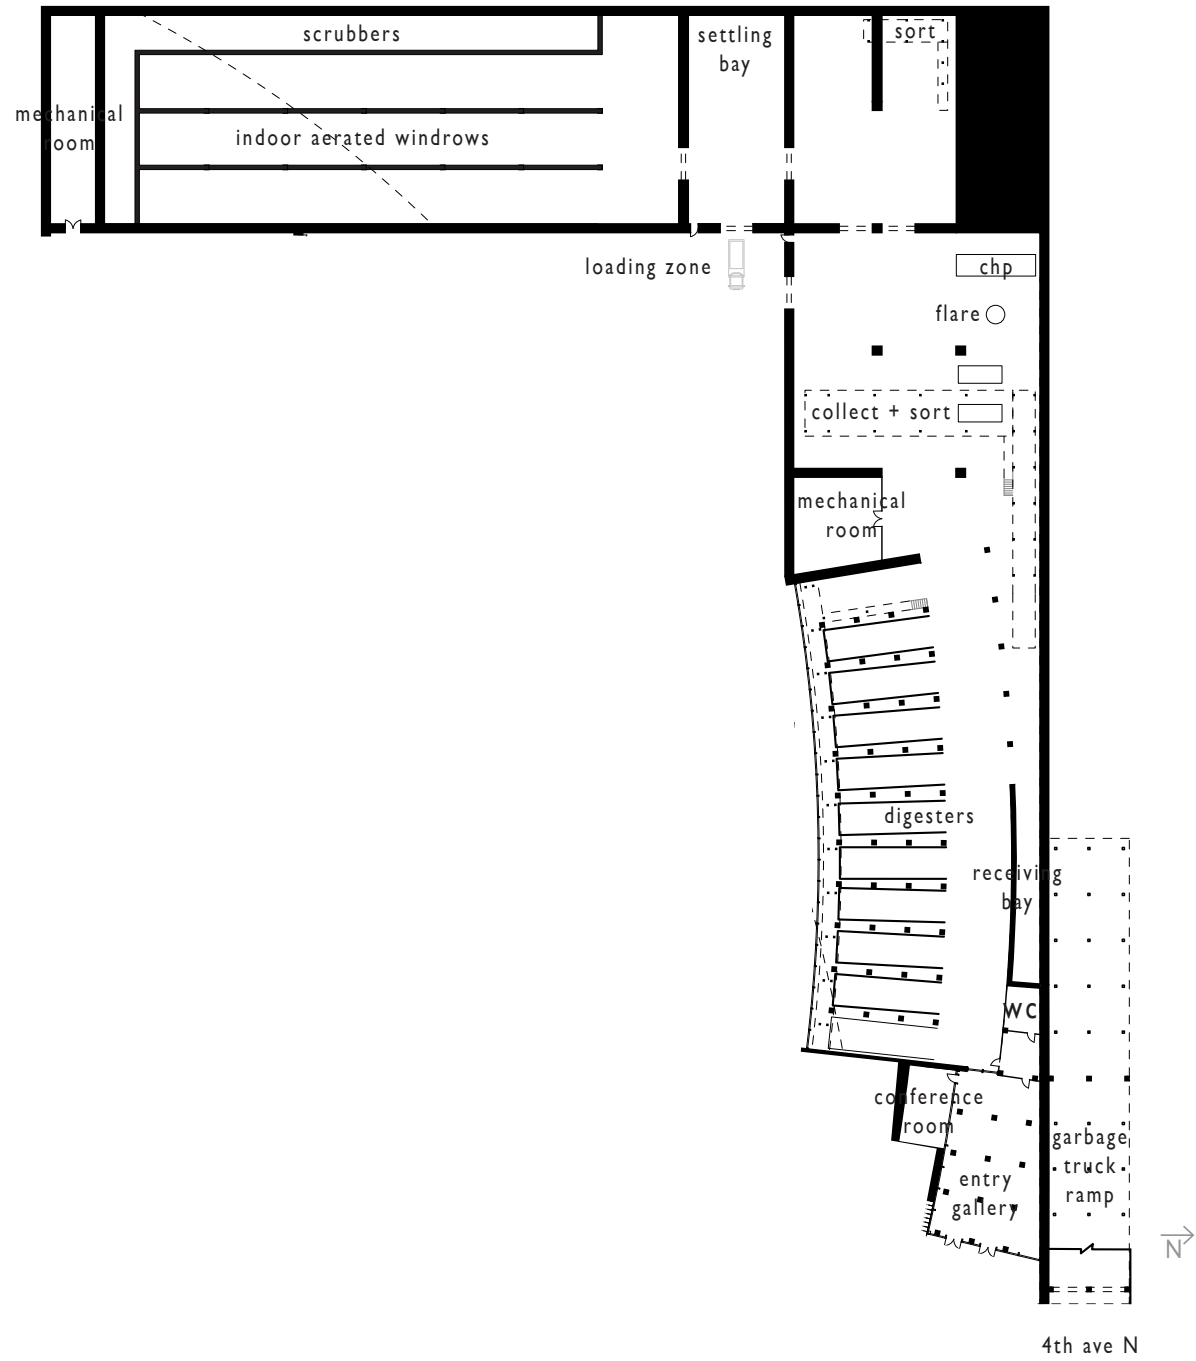 scrubbers
settling
bay
sort
mechanical
room
indoor aerated windrows
loading zone
chp
flare
collect + sort
mechanical
room
digesters
receiving
bay
WC
conference
room
garbage
truck
ramp
entry
gallery
N
4th ave N